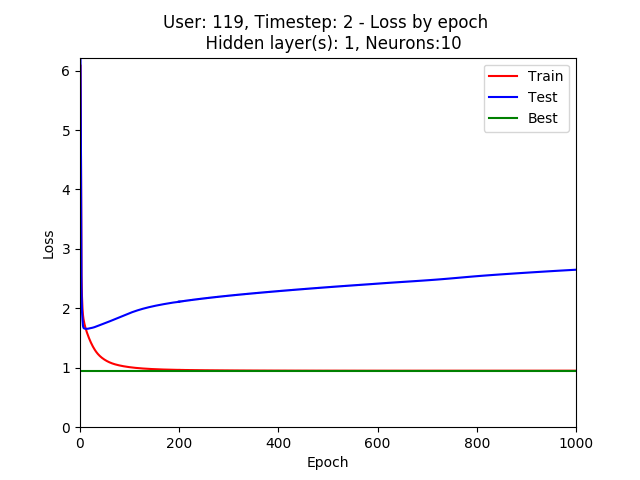 User: 119, Timestep: 2 - Loss by epoch
Hidden layer(s): 1, Neurons:10
Train
Test
Best
Loss
6
5
4
3
2
1
0
0 200 400 600 800 1000
Epoch